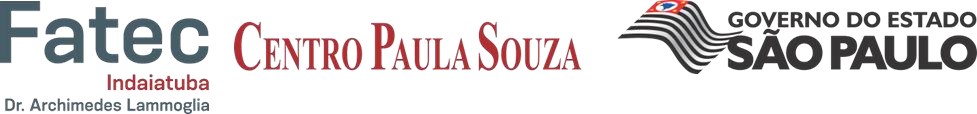 Fatec
Indaiatuba
Dr. Archimedes Lammoglia
CENTRO PAULA SOUZA
GOVERNO DO ESTADO
SÃO PAULO